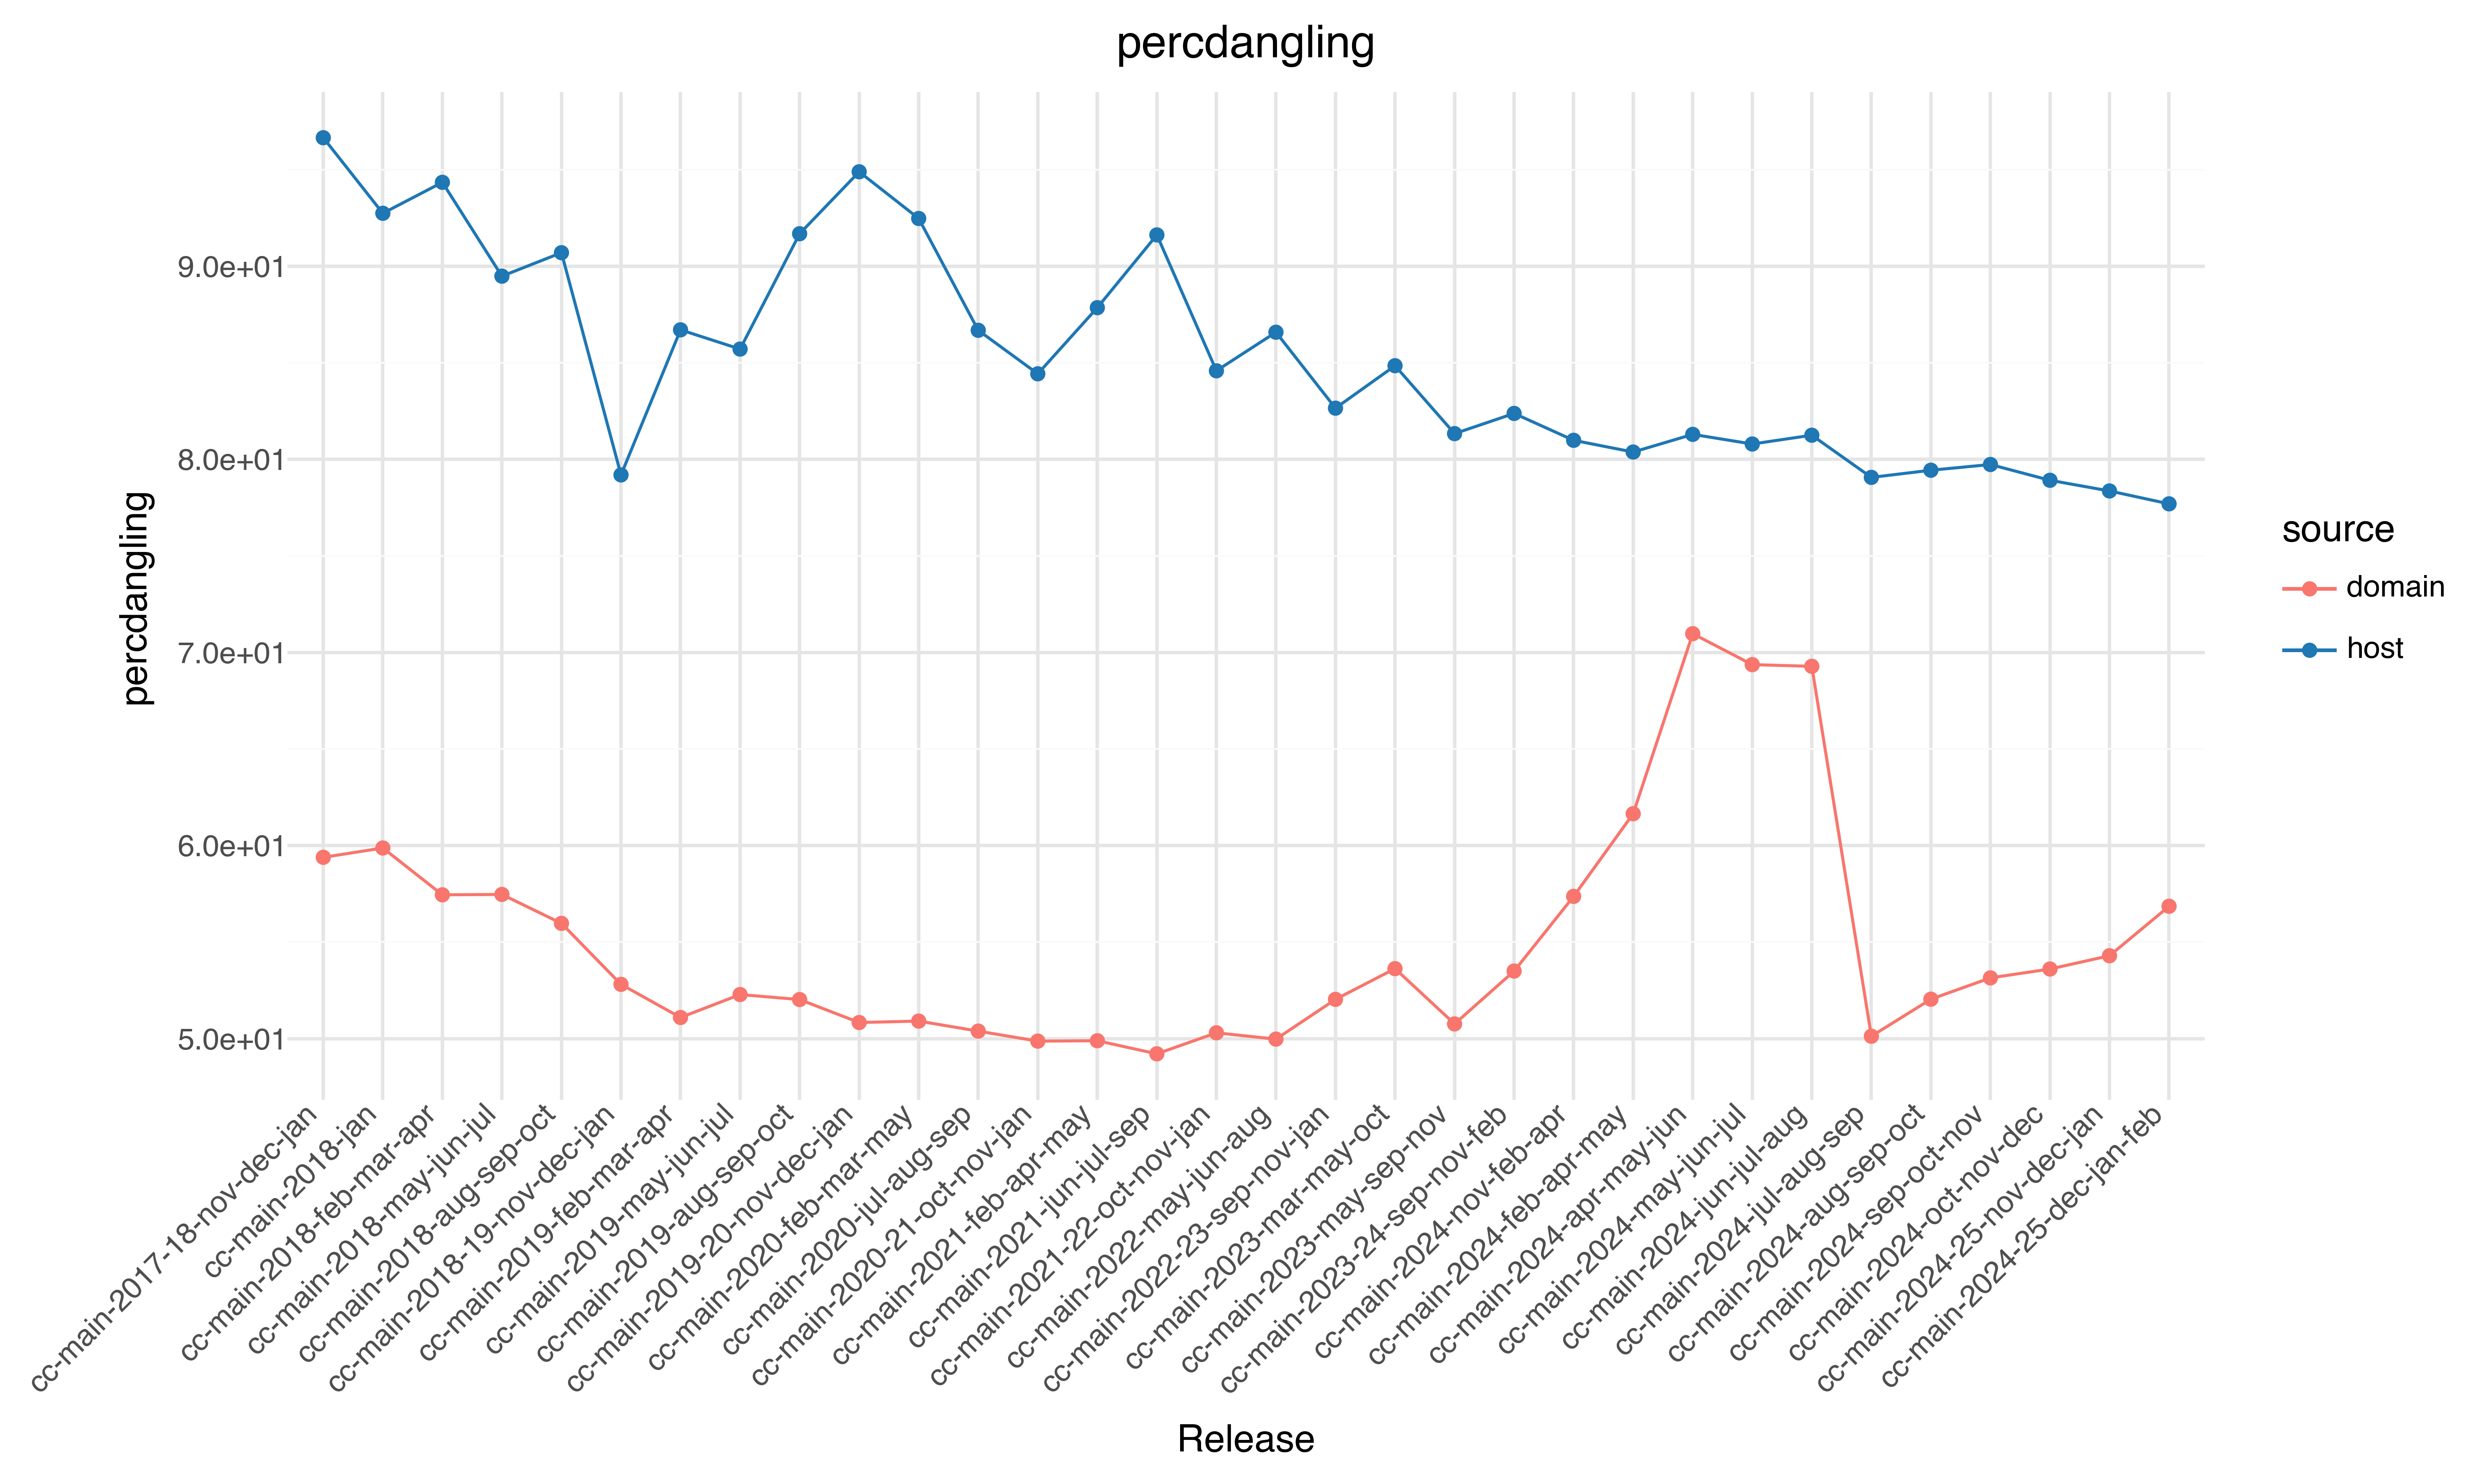 percdangling
percdangling
9.0e+01
8.0e+01
7.0e+01
6.0e+01
5.0e+01
cc-main-2017-18-nov-dec-jan
cc-main-2018-jan
cc-main-2018-feb-mar-apr
cc-main-2018-may-jun-jul
cc-main-2018-aug-sep-oct
cc-main-2018-19-nov-dec-jan
cc-main-2019-feb-mar-apr
cc-main-2019-may-jun-jul
cc-main-2019-aug-sep-oct
cc-main-2019-20-nov-dec-jan
cc-main-2020-feb-mar-may
cc-main-2020-jul-aug-sep
cc-main-2020-21-oct-nov-jan
cc-main-2021-feb-apr-may
cc-main-2021-jun-jul-sep
cc-main-2021-22-oct-nov-jan
cc-main-2022-may-jun-aug
cc-main-2022-23-sep-nov-jan
cc-main-2023-mar-may-oct
cc-main-2023-may-sep-nov
cc-main-2023-24-sep-nov-feb
cc-main-2024-nov-feb-apr
cc-main-2024-feb-apr-may
cc-main-2024-apr-may-jun
cc-main-2024-may-jun-jul
cc-main-2024-jun-jul-aug
cc-main-2024-jul-aug-sep
cc-main-2024-aug-sep-oct
cc-main-2024-sep-oct-nov
cc-main-2024-oct-nov-dec
cc-main-2024-25-nov-dec-jan
cc-main-2024-25-dec-jan-feb
Release
source
domain
host